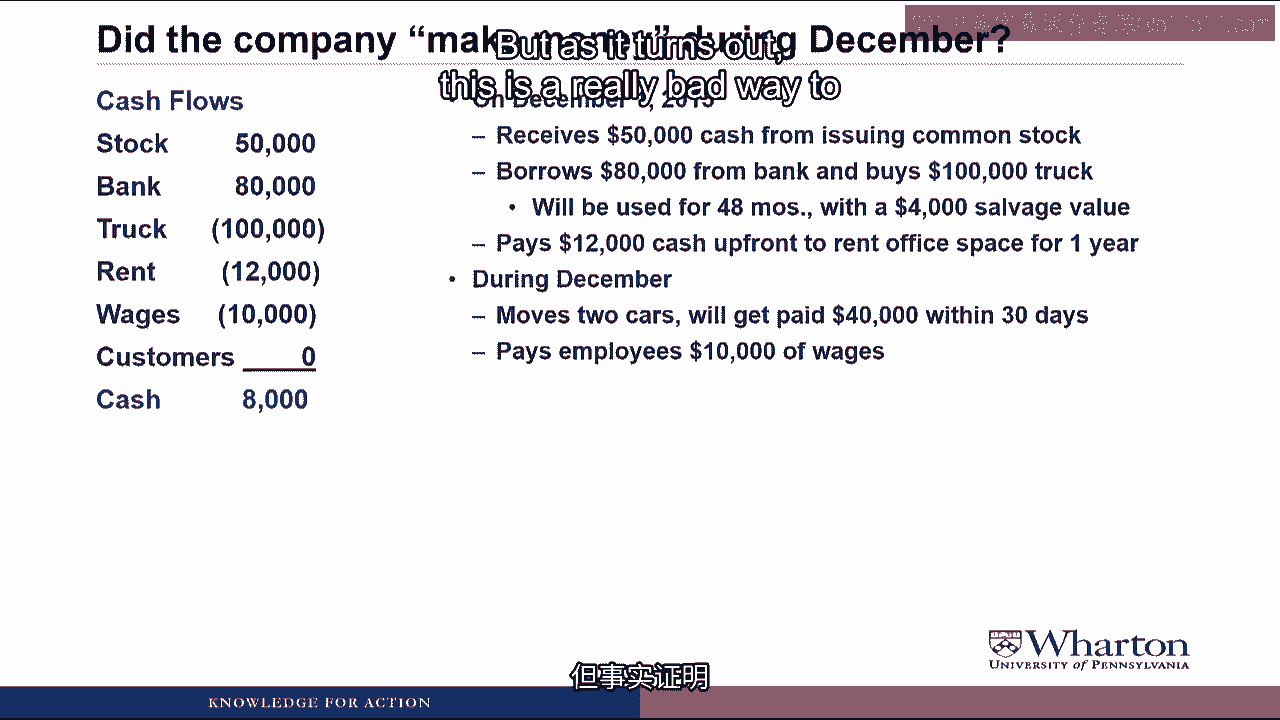 Did the company “make money” during December?
But as it turns out,
this is a really bad way to
Cash Flows
Stock 50,000
Bank 80,000
Truck (100,000)
Rent (12,000)
Wages (10,000)
Customers 0
Cash 8,000
• On December
– Receives $50,000 cash from issuing common stock
– Borrows $80,000 from bank and buys $100,000 truck
• Will be used for 48 mos., with a $4,000 salvage value
– Pays $12,000 cash upfront to rent office space for 1 year
• During December
– Moves two cars, will get paid $40,000 within 30 days
– Pays employees $10,000 of wages
Wharton
UNIVERSITY of PENNSYLVANIA
但事实证明
KNOWLEDGE FOR ACTION